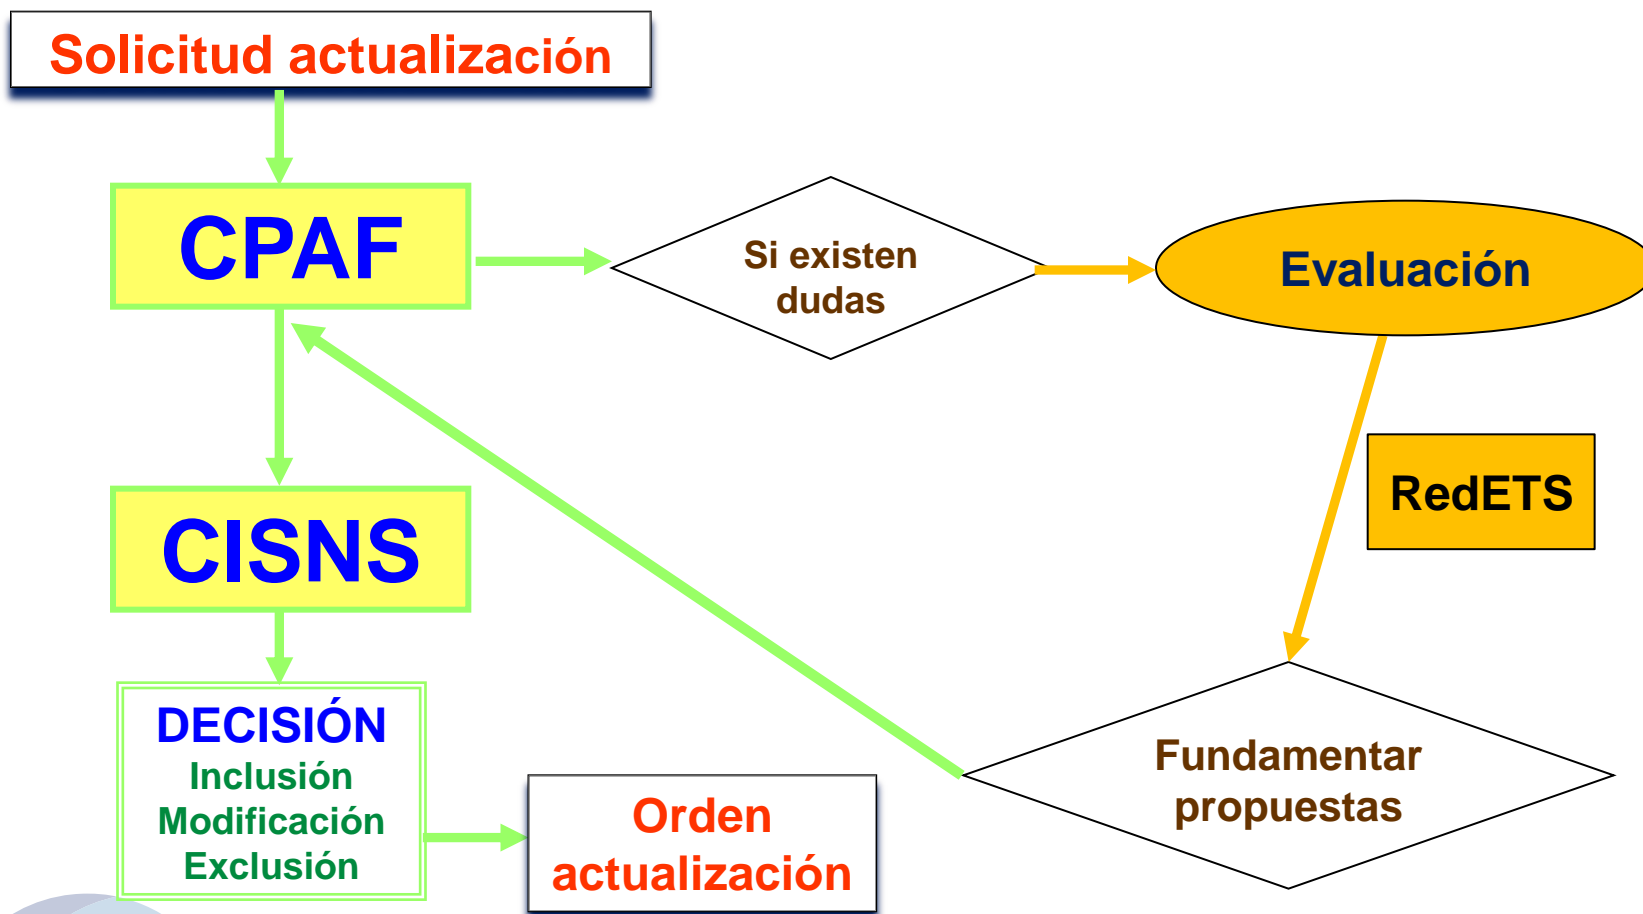 Solicitud actualización
CPAF
Si existen
dudas
Evaluación
RedETS
CISNS
DECISIÓN
Inclusión
Modificación
Exclusión
Orden
actualización
Fundamentar
propuestas